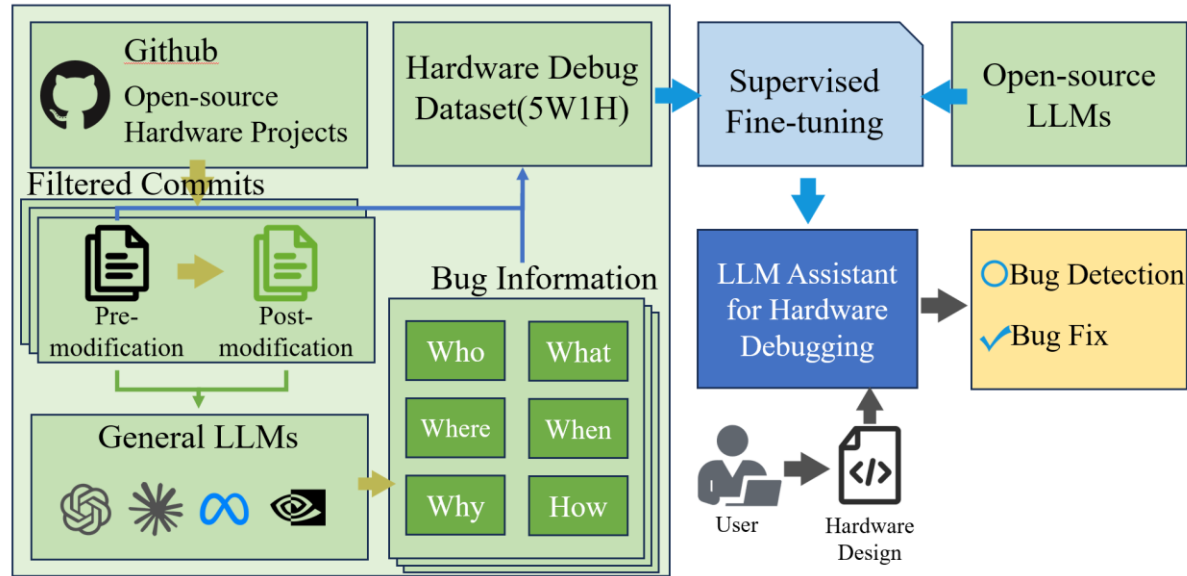 Github
Open-source
Hardware Projects
Filtered Commits
Pre-
modification
Post-
modification
General LLMs
Bug Information
Who
What
Where
When
Why
How
Hardware Debug
Dataset(5W1H)
Supervised
Fine-tuning
Open-source
LLMs
LLM Assistant
for Hardware
Debugging
Bug Detection
Bug Fix
User
Hardware
Design